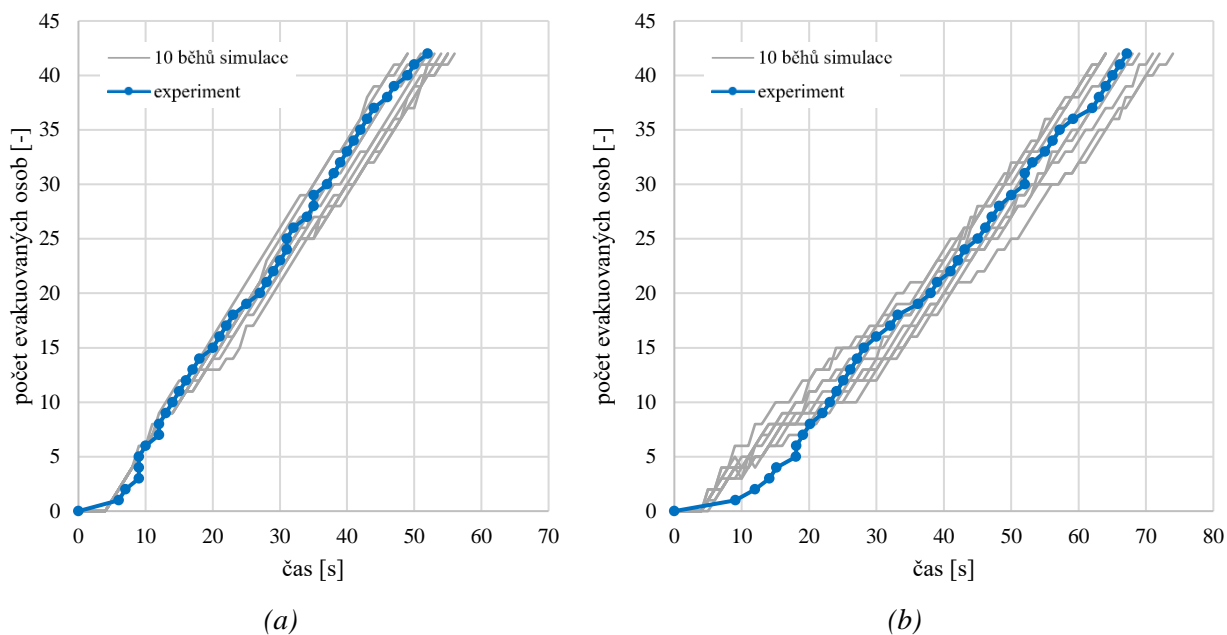 45
40
35
30
25
20
15
10
5
0
počet evakuovaných osob [-]
10 běhů simulace
experiment
0 10 20 30 40 50 60 70
čas [s]
(a)
45
40
35
30
25
20
15
10
5
0
počet evakuovaných osob [-]
10 běhů simulace
experiment
0 10 20 30 40 50 60 70 80
čas [s]
(b)